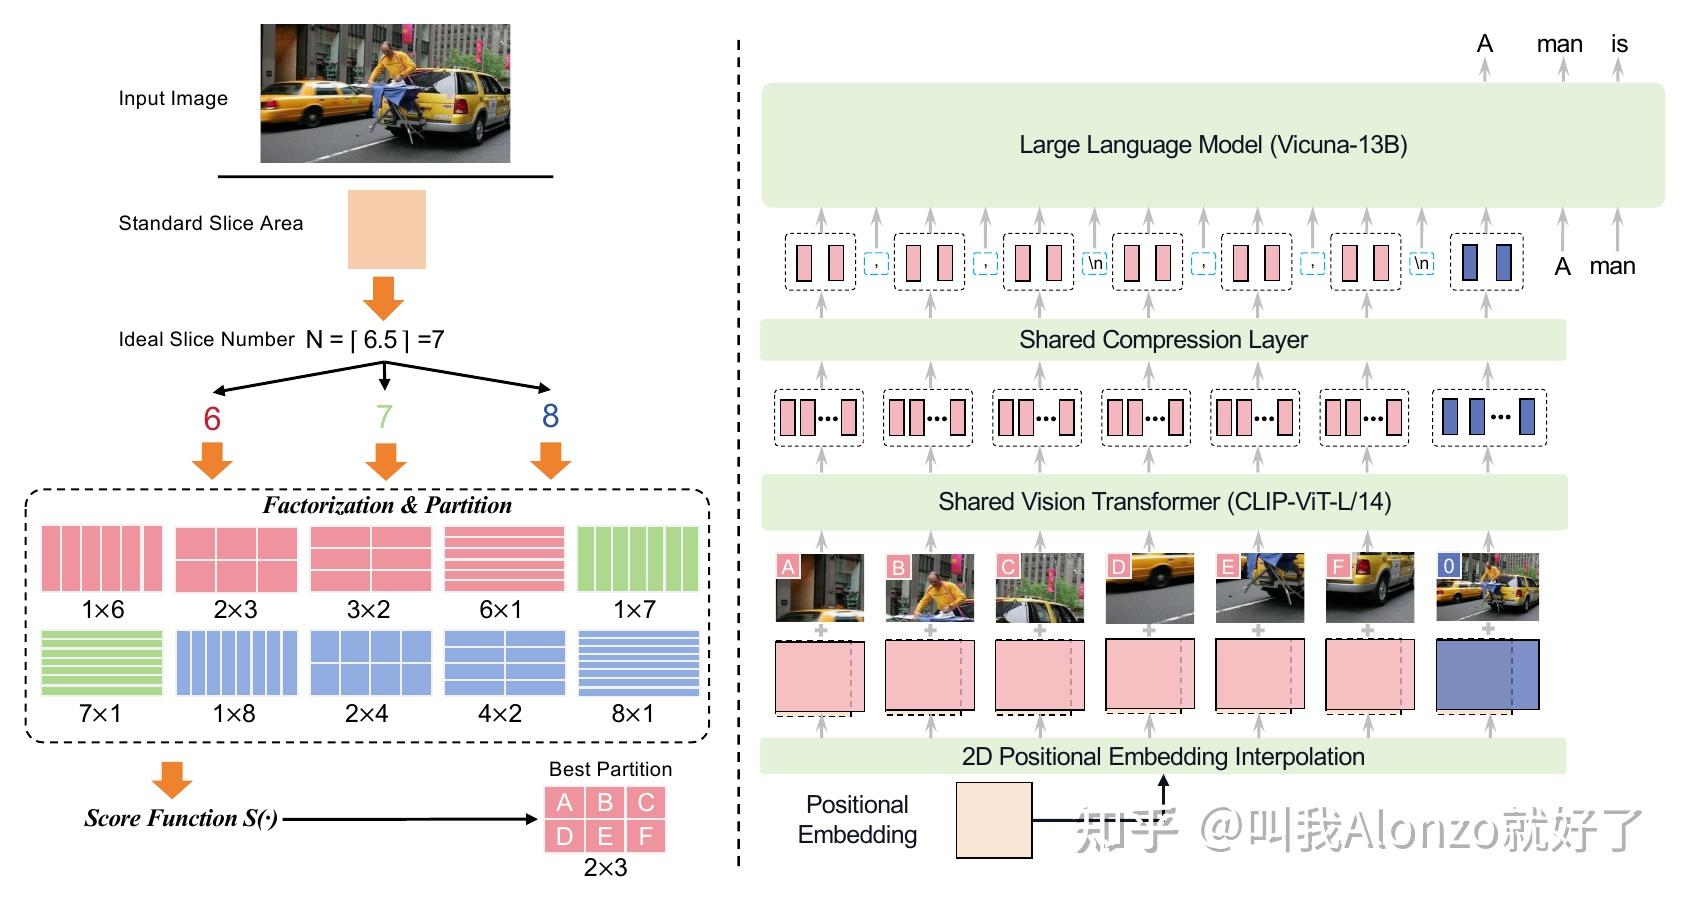 Input Image
Standard Slice Area
Ideal Slice Number N = ⌈ 6.5 ⌉ =7
6 7 8
Factorization & Partition
1×6 2×3 3×2 6×1 1×7
7×1 1×8 2×4 4×2 8×1
Score Function S(·)
Best Partition
A B C
D E F
2×3
A man is
Large Language Model (Vicuna-13B)
, , \n , , \n A man
Shared Compression Layer
Shared Vision Transformer (CLIP-ViT-L/14)
A B C D E F 0
2D Positional Embedding Interpolation
Positional
Embedding
知乎 @叫我Alonzo就好了